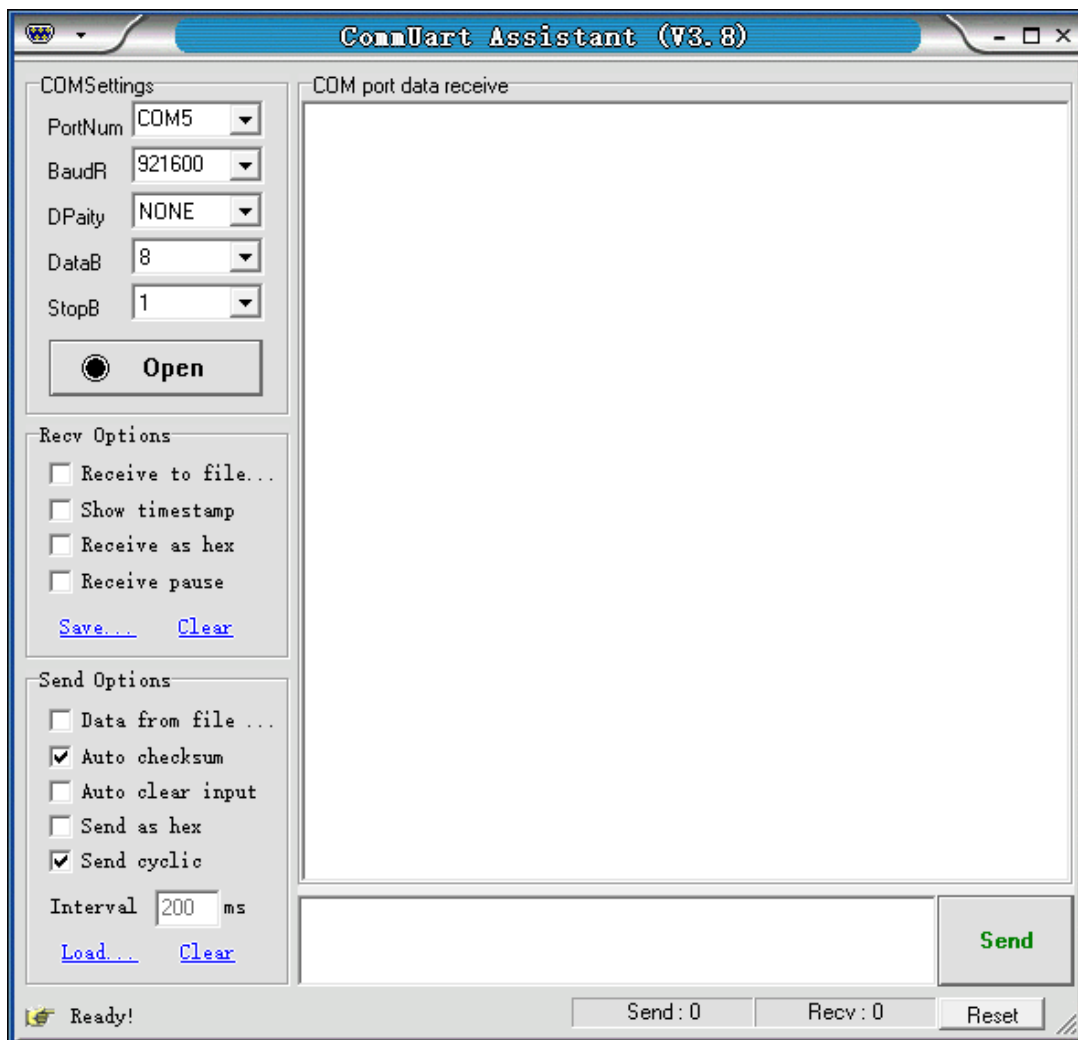 CommUart Assistant (V3.8)
COMSettings
PortNum COM5
BaudR 921600
DPaity NONE
DataB 8
StopB 1
Open
Recv Options
Receive to file...
Show timestamp
Receive as hex
Receive pause
Save... Clear
Send Options
Data from file ...
Auto checksum
Auto clear input
Send as hex
Send cyclic
Interval 200 ms
Load... Clear
COM port data receive
Send
Ready!
Send : 0
Recv : 0
Reset